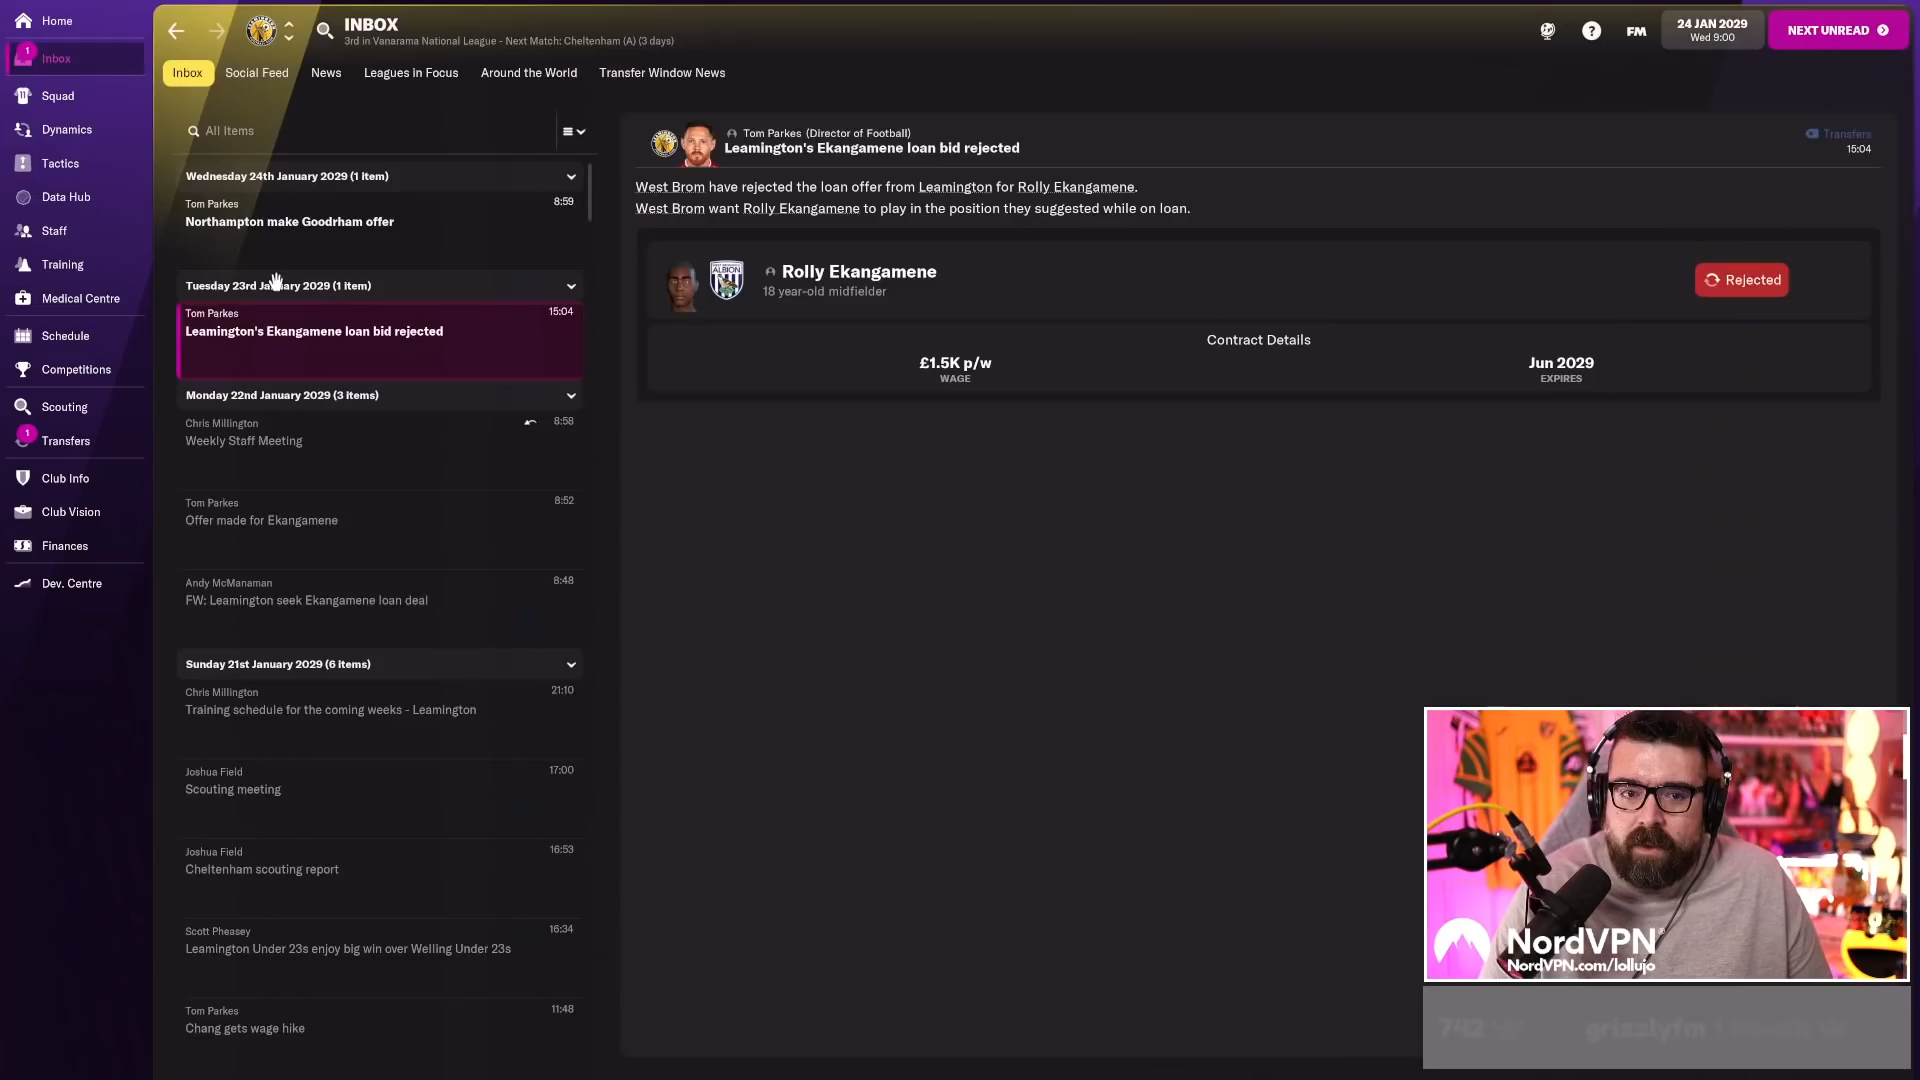 Home
Inbox
1
Squad
Dynamics
Tactics
Data Hub
Staff
Training
Medical Centre
Schedule
Competitions
Scouting
1
Transfers
Club Info
Club Vision
Finances
Dev. Centre
INBOX
3rd in Vanarama National League - Next Match: Cheltenham (A) (3 days)
FM
24 JAN 2029
Wed 9:00
NEXT UNREAD
Inbox
Social Feed
News
Leagues in Focus
Around the World
Transfer Window News
All Items
Wednesday 24th January 2029 (1 item)
Tom Parkes
8:59
Northampton make Goodrham offer
Tuesday 23rd January 2029 (1 item)
Tom Parkes
15:04
Leamington's Ekangamene loan bid rejected
Monday 22nd January 2029 (3 items)
Chris Millington
8:58
Weekly Staff Meeting
Tom Parkes
8:52
Offer made for Ekangamene
Andy McManaman
8:48
FW: Leamington seek Ekangamene loan deal
Sunday 21st January 2029 (6 items)
Chris Millington
21:10
Training schedule for the coming weeks - Leamington
Joshua Field
17:00
Scouting meeting
Joshua Field
16:53
Cheltenham scouting report
Scott Pheasey
16:34
Leamington Under 23s enjoy big win over Welling Under 23s
Tom Parkes
11:48
Chang gets wage hike
Tom Parkes (Director of Football)
Leamington's Ekangamene loan bid rejected
Transfers
15:04
West Brom have rejected the loan offer from Leamington for Rolly Ekangamene.
West Brom want Rolly Ekangamene to play in the position they suggested while on loan.
ALBION
Rolly Ekangamene
18 year-old midfielder
Rejected
Contract Details
£1.5K p/w
WAGE
Jun 2029
EXPIRES
NordVPN
NordVPN.com/lollujo
742
grizzlyfm